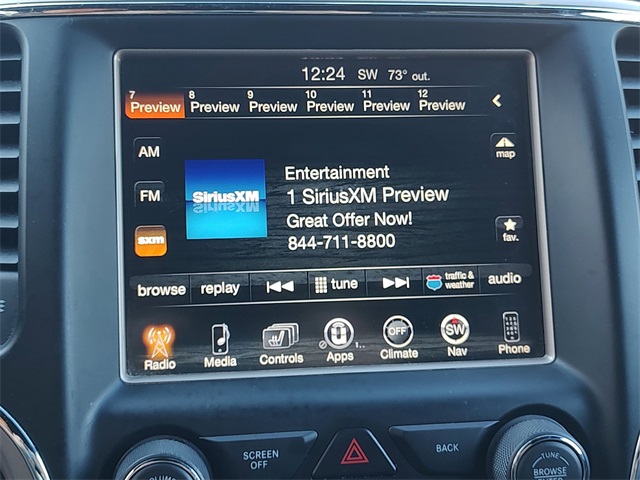 12:24 SW 73° out.
7 8 9 10 11 12
Preview Preview Preview Preview Preview Preview
AM
map
Entertainment
SiriusXM
1 SiriusXM Preview
FM
Great Offer Now!
fav.
sxm
844-711-8800
browse replay tune traffic & weather audio
OFF SW
Radio Media Controls Apps 1.. Climate Nav Phone
SCREEN OFF
BACK
TUNE
BROWSE